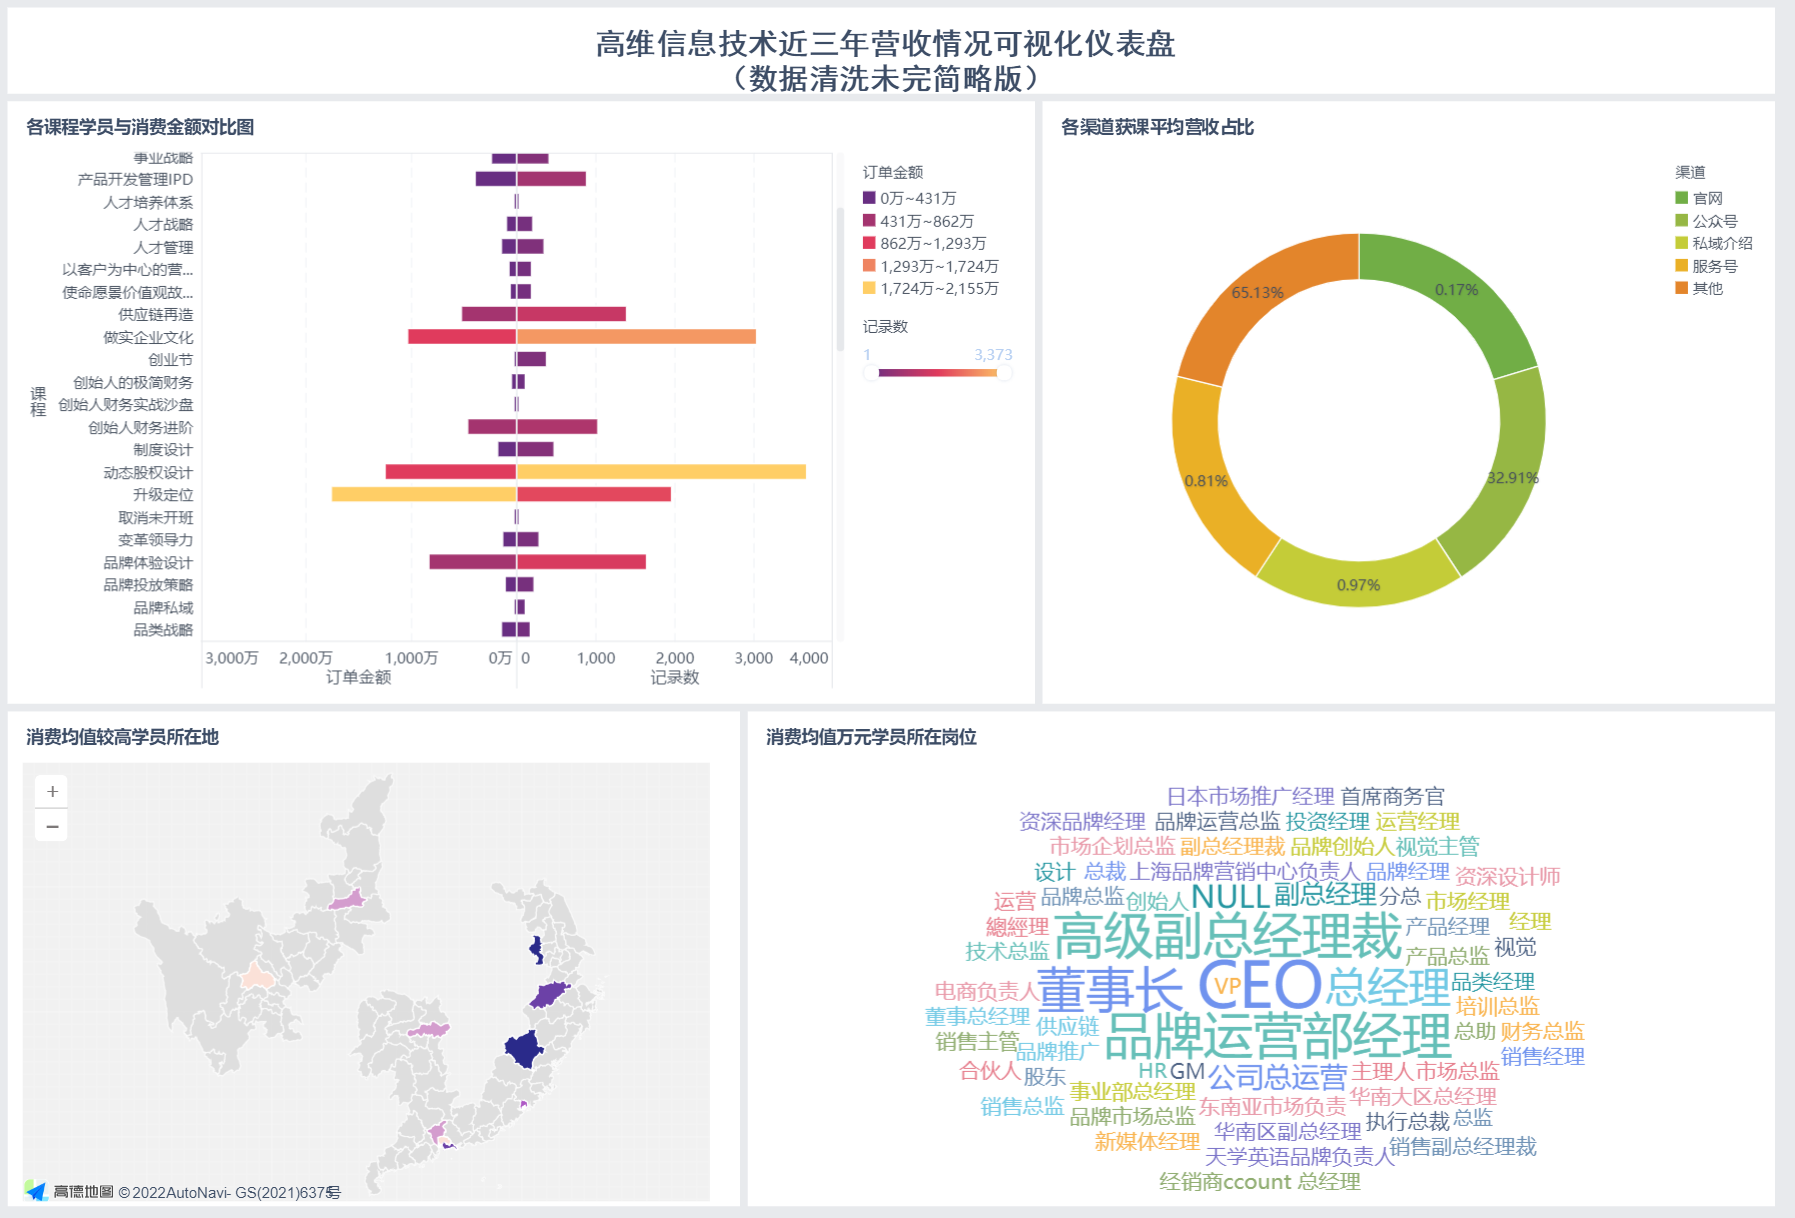 高维信息技术近三年营收情况可视化仪表盘
（数据清洗未完简略版）
各课程学员与消费金额对比图
课程
事业战略
产品开发管理IPD
人才培养体系
人才战略
人才管理
以客户为中心的营...
使命愿景价值观故...
供应链再造
做实企业文化
创业节
创始人的极简财务
创始人财务实战沙盘
创始人财务进阶
制度设计
动态股权设计
升级定位
取消未开班
变革领导力
品牌体验设计
品牌投放策略
品牌私域
品类战略
3,000万 2,000万 1,000万 0万 0 1,000 2,000 3,000 4,000
订单金额 记录数
订单金额
0万~431万
431万~862万
862万~1,293万
1,293万~1,724万
1,724万~2,155万
记录数
1 3,373
各渠道获课平均营收占比
65.13%
0.17%
32.91%
0.81%
0.97%
渠道
官网
公众号
私域介绍
服务号
其他
消费均值较高学员所在地
+
−
高德地图 © 2022AutoNavi- GS(2021)6375号
消费均值万元学员所在岗位
日本市场推广经理 首席商务官
资深品牌经理 品牌运营总监 投资经理 运营经理
市场企划总监 副总经理裁 品牌创始人 视觉主管
设计 总裁 上海品牌营销中心负责人 品牌经理 资深设计师
运营 品牌总监 创始人 NULL 副总经理 分总 市场经理
總經理 高级副总经理裁 产品经理 经理
技术总监 产品总监 视觉
电商负责人 董事长 CEO VP 总经理 品类经理
董事总经理 供应链 培训总监
销售主管 品牌推广 品牌运营部经理 总助 财务总监
销售经理
合伙人 股东 HR GM 公司总运营 主理人 市场总监
销售总监 事业部总经理 华南大区总经理
品牌市场总监 东南亚市场负责 执行总裁 总监
新媒体经理 华南区副总经理 销售副总经理裁
天学英语品牌负责人
经销商ccount 总经理